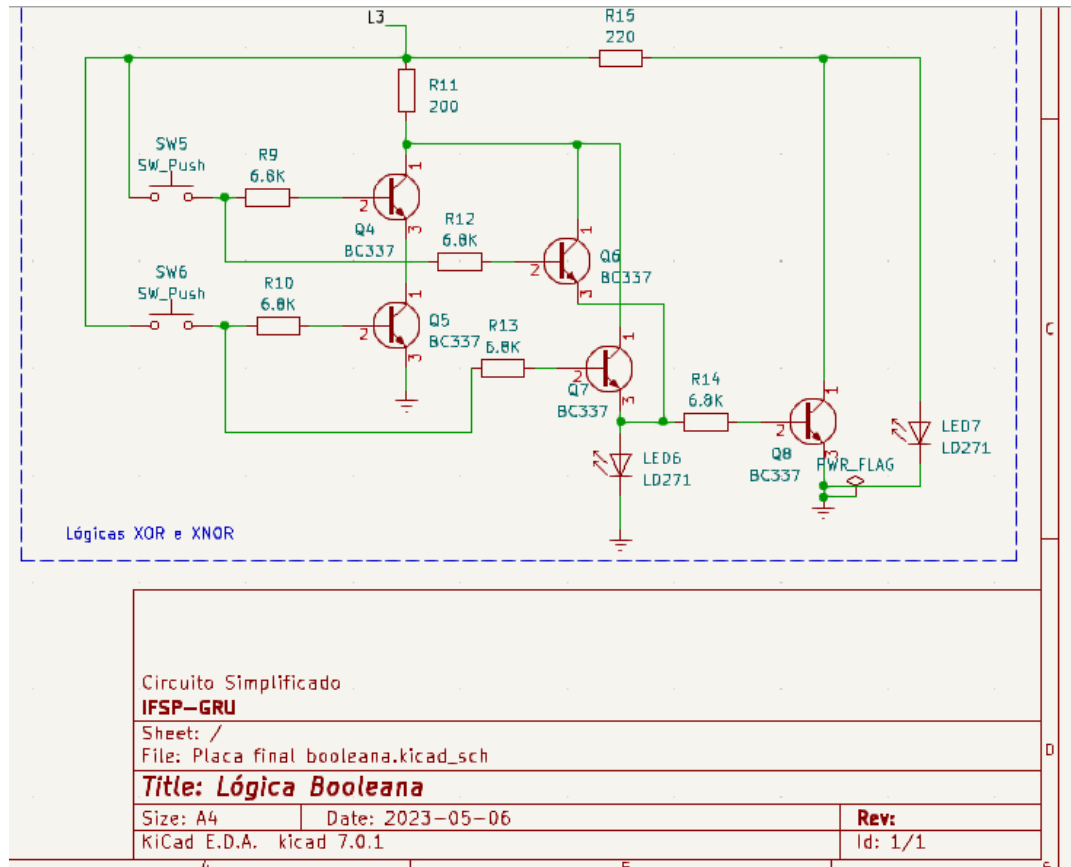 L3
R15
220
R11
200
SW5
SW_Push
R9
6.8K
1
2
3
Q4
BC337
R12
6.8K
1
2
3
Q6
BC337
SW6
SW_Push
R10
6.8K
1
2
3
Q5
BC337
R13
6.8K
1
2
3
Q7
BC337
R14
6.8K
1
2
3
Q8
BC337
PWR_FLAG
LED6
LD271
LED7
LD271
C
Lógicas XOR e XNOR
Circuito Simplificado
IFSP-GRU
Sheet: /
File: Placa final booleana.kicad_sch
D
Title: Lógica Booleana
Size: A4
Date: 2023-05-06
Rev:
KiCad E.D.A. kicad 7.0.1
Id: 1/1